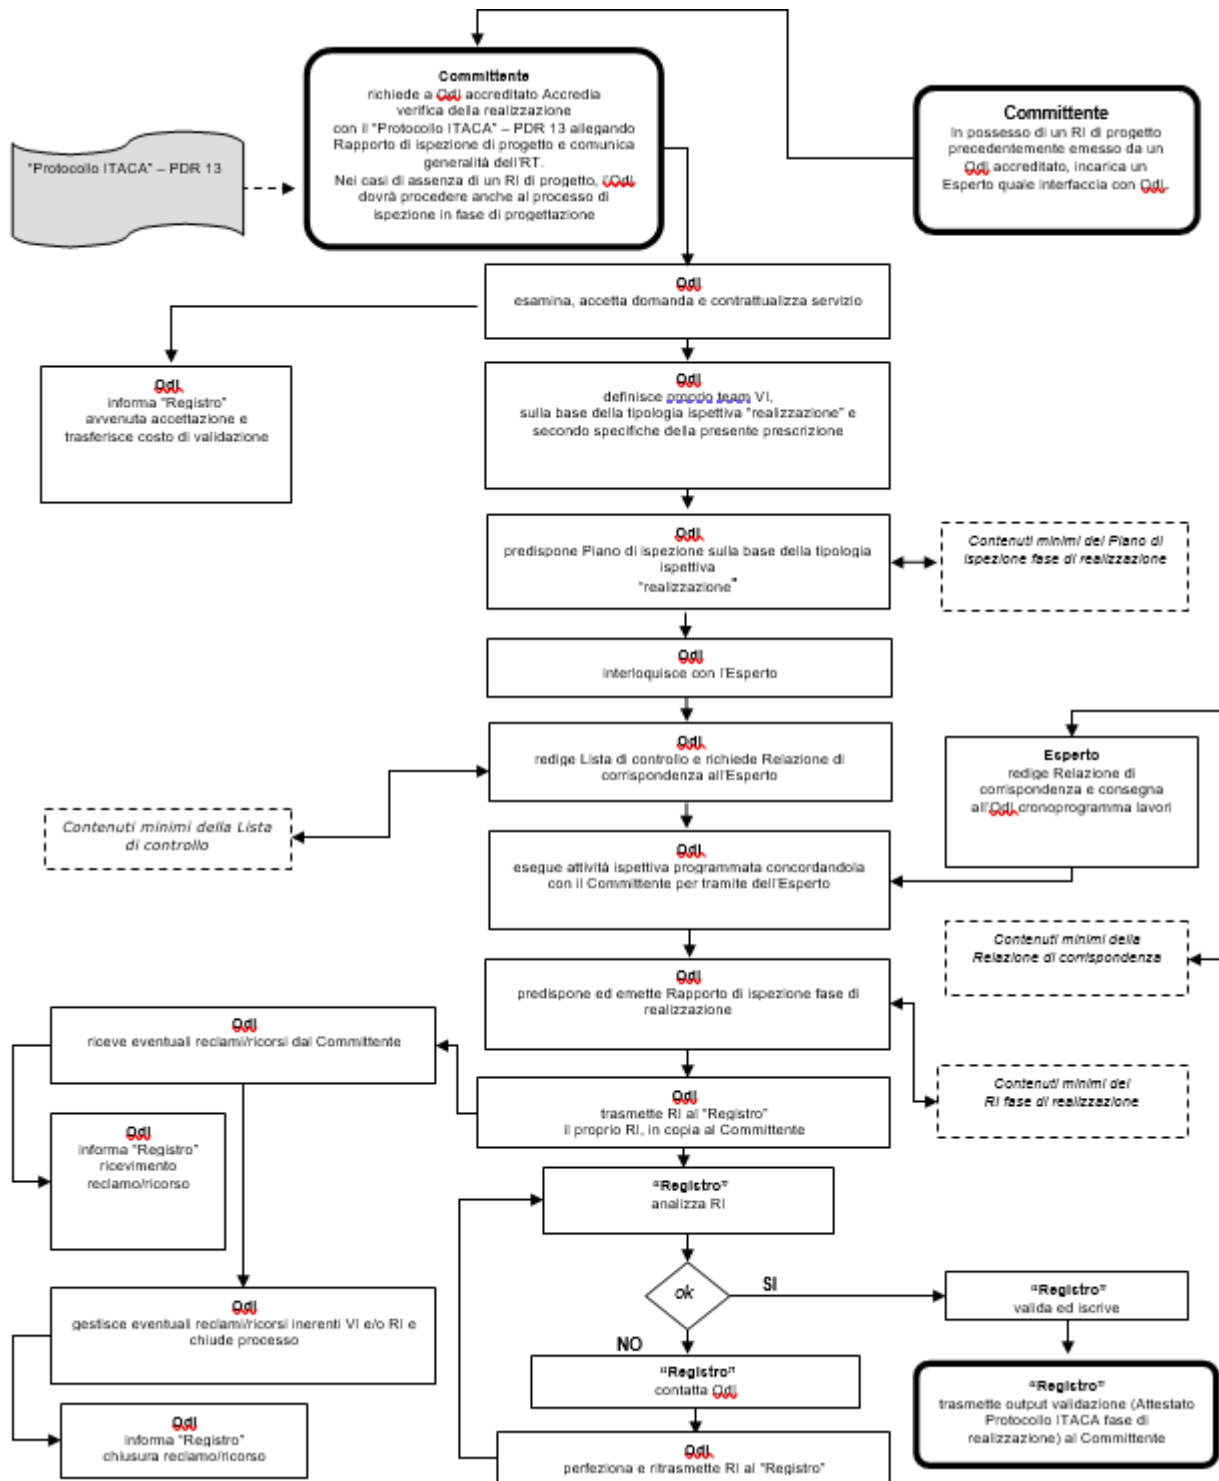 Committente
richiede a OdI accreditato Accredia
verifica della realizzazione
con il "Protocollo ITACA" – PDR 13 allegando
Rapporto di ispezione di progetto e comunica
generalità dell'RT.
Nei casi di assenza di un RI di progetto, l'OdI
dovrà procedere anche al processo di
ispezione in fase di progettazione
Committente
In possesso di un RI di progetto
precedentemente emesso da un
OdI accreditato, incarica un
Esperto quale interfaccia con OdI
"Protocollo ITACA" – PDR 13
OdI
esamina, accetta domanda e contrattualizza servizio
OdI
informa "Registro"
avvenuta accettazione e
trasferisce costo di validazione
OdI
definisce proprio team VI,
sulla base della tipologia ispettiva "realizzazione" e
secondo specifiche della presente prescrizione
OdI
predispone Piano di ispezione sulla base della tipologia
ispettiva
"realizzazione"
Contenuti minimi del Piano di
ispezione fase di realizzazione
OdI
interloquisce con l'Esperto
OdI
redige Lista di controllo e richiede Relazione di
corrispondenza all'Esperto
Esperto
redige Relazione di
corrispondenza e consegna
all'OdI cronoprogramma lavori
Contenuti minimi della Lista
di controllo
OdI
esegue attività ispettiva programmata concordandola
con il Committente per tramite dell'Esperto
Contenuti minimi della
Relazione di corrispondenza
OdI
predispone ed emette Rapporto di ispezione fase di
realizzazione
OdI
riceve eventuali reclami/ricorsi dal Committente
Contenuti minimi del
RI fase di realizzazione
OdI
trasmette RI al "Registro"
il proprio RI, in copia al Committente
OdI
informa "Registro"
ricevimento
reclamo/ricorso
"Registro"
analizza RI
ok
SI
NO
"Registro"
valida ed iscrive
OdI
gestisce eventuali reclami/ricorsi inerenti VI e/o RI e
chiude processo
"Registro"
contatta OdI
"Registro"
trasmette output validazione (Attestato
Protocollo ITACA fase di
realizzazione) al Committente
OdI
informa "Registro"
chiusura reclamo/ricorso
OdI
perfeziona e ritrasmette RI al "Registro"